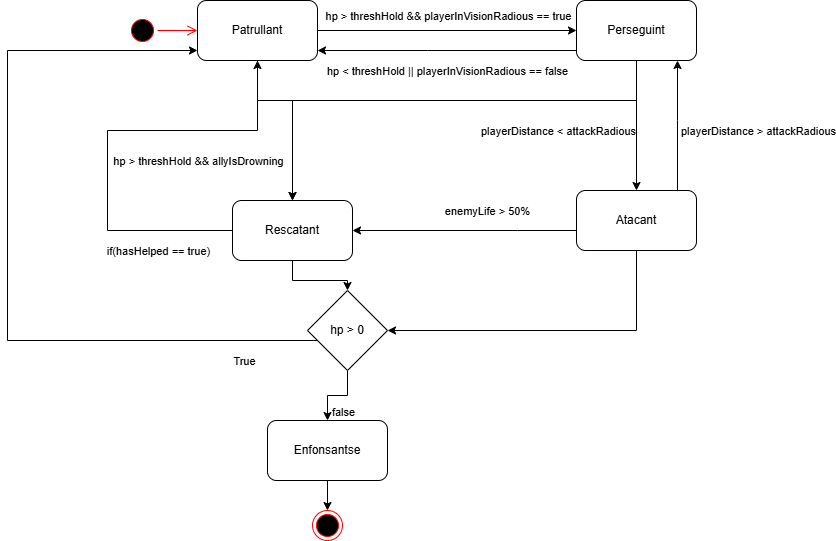 hp > threshHold && playerInVisionRadious == true
Patrullant
Perseguint
hp < threshHold || playerInVisionRadious == false
playerDistance < attackRadious
playerDistance > attackRadious
hp > threshHold && allyIsDrowning
enemyLife > 50%
Atacant
Rescatant
if(hasHelped == true)
hp > 0
True
false
Enfonsantse